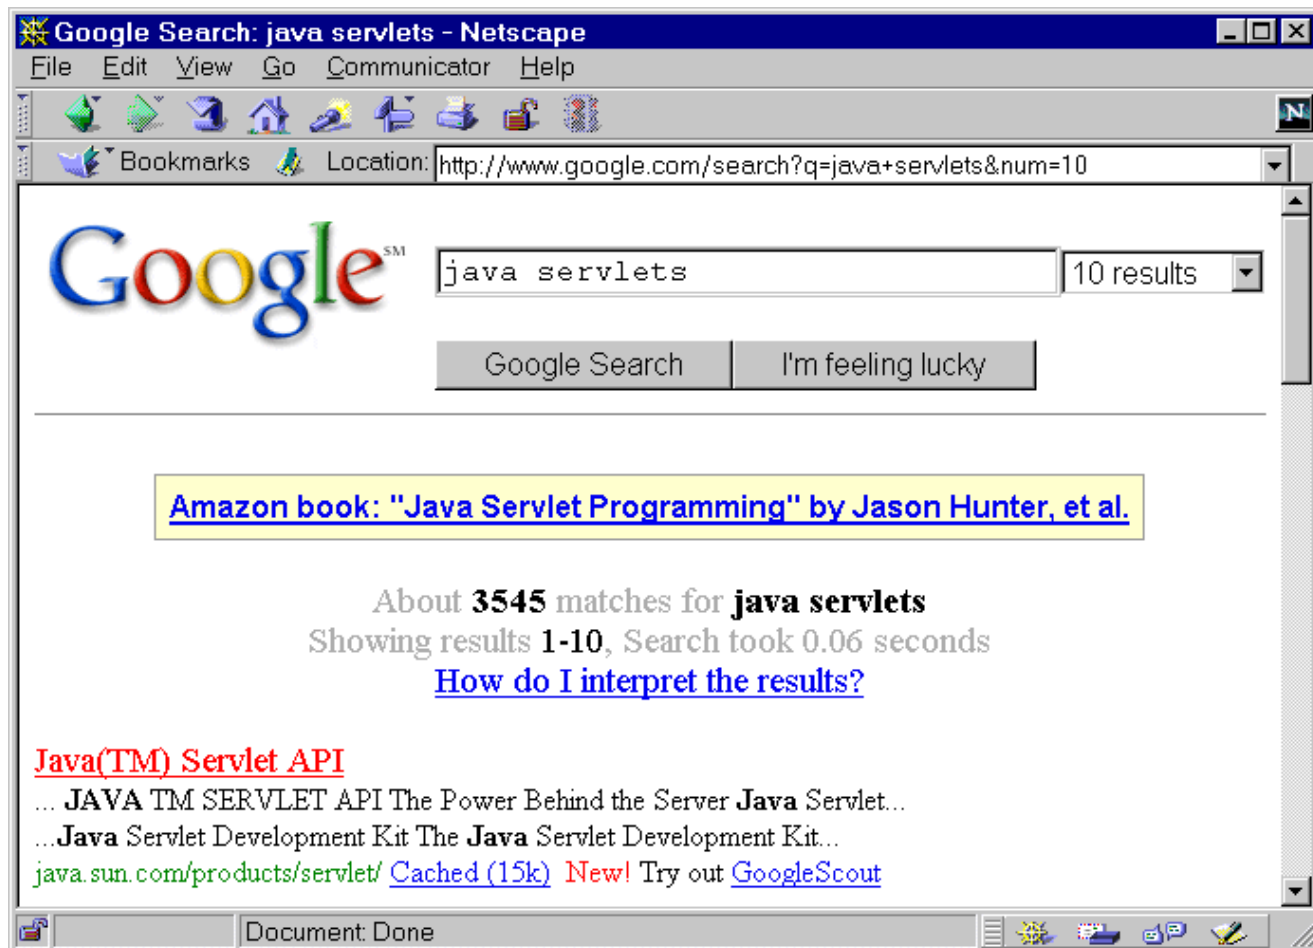 Google Search: java servlets - Netscape
File Edit View Go Communicator Help
N
Bookmarks Location: http://www.google.com/search?q=java+servlets&num=10
Google SM
java servlets 10 results
Google Search I'm feeling lucky
Amazon book: "Java Servlet Programming" by Jason Hunter, et al.
About 3545 matches for java servlets
Showing results 1-10, Search took 0.06 seconds
How do I interpret the results?
Java(TM) Servlet API
... JAVA TM SERVLET API The Power Behind the Server Java Servlet...
...Java Servlet Development Kit The Java Servlet Development Kit...
java.sun.com/products/servlet/ Cached (15k) New! Try out GoogleScout
Document: Done